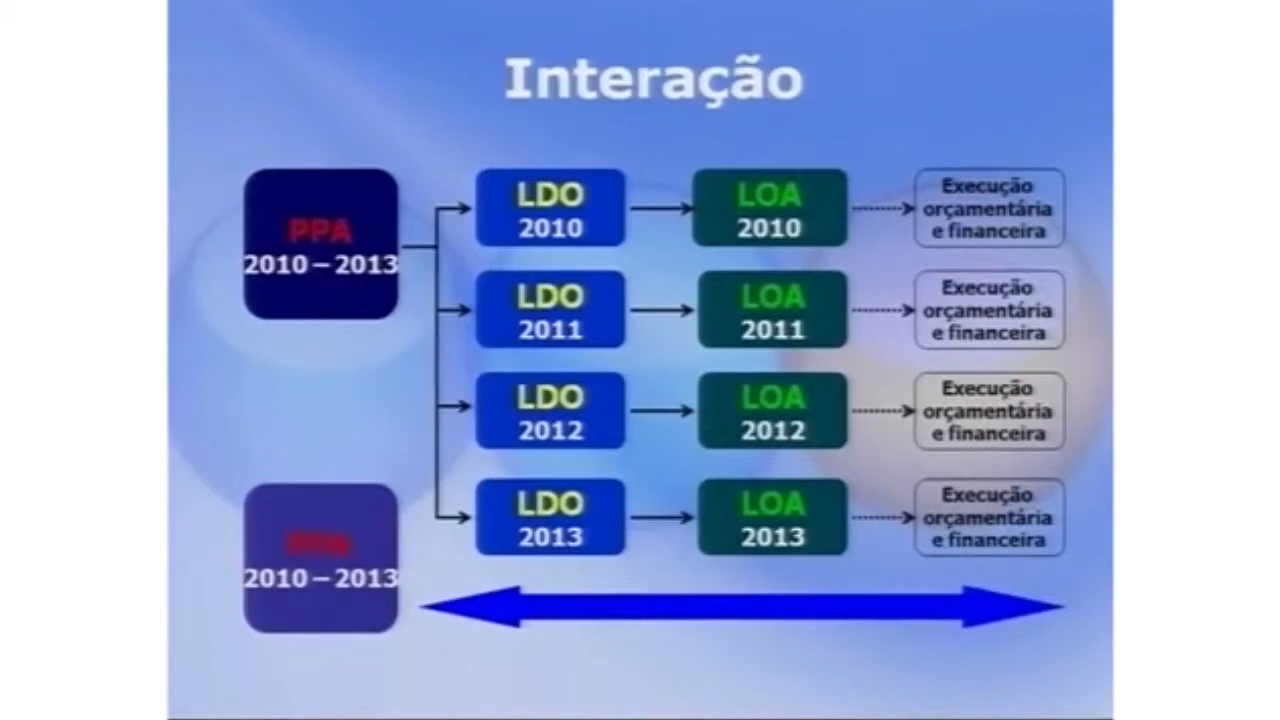 Interação
PPA
2010 – 2013
LDO
2010
LOA
2010
Execução
orçamentária
e financeira
LDO
2011
LOA
2011
Execução
orçamentária
e financeira
LDO
2012
LOA
2012
Execução
orçamentária
e financeira
LDO
2013
LOA
2013
Execução
orçamentária
e financeira
2010 – 2013